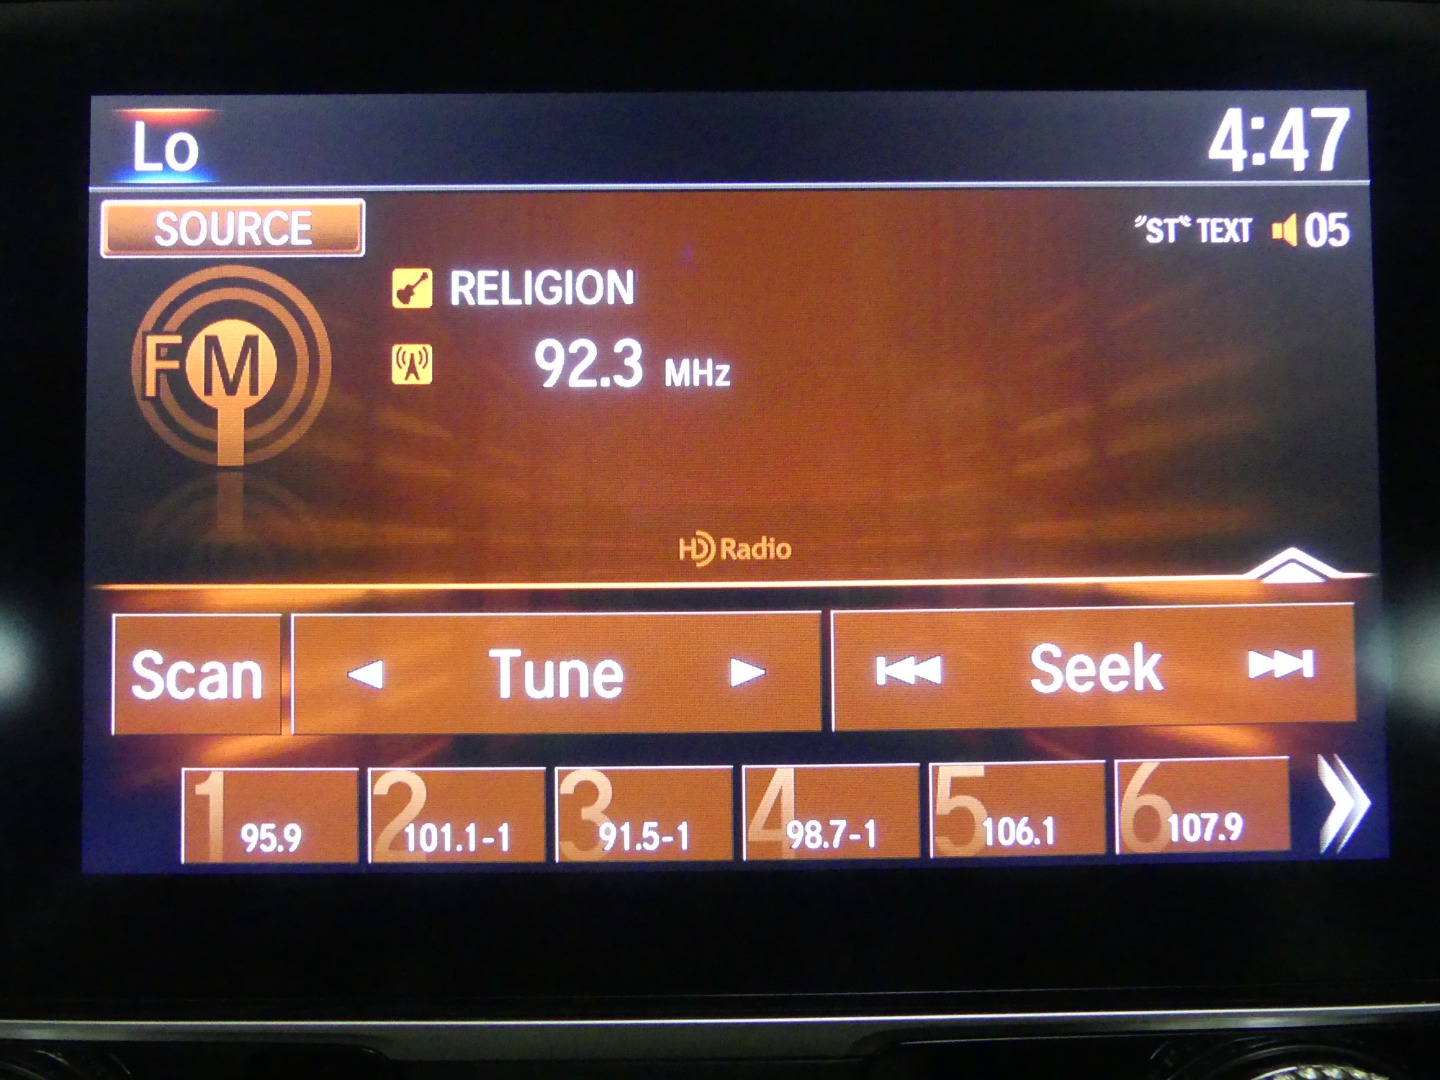 Lo 4:47
SOURCE
"ST" TEXT 05
RELIGION
FM
92.3 MHz
HD Radio
Scan Tune Seek
1 95.9
2 101.1-1
3 91.5-1
4 98.7-1
5 106.1
6 107.9